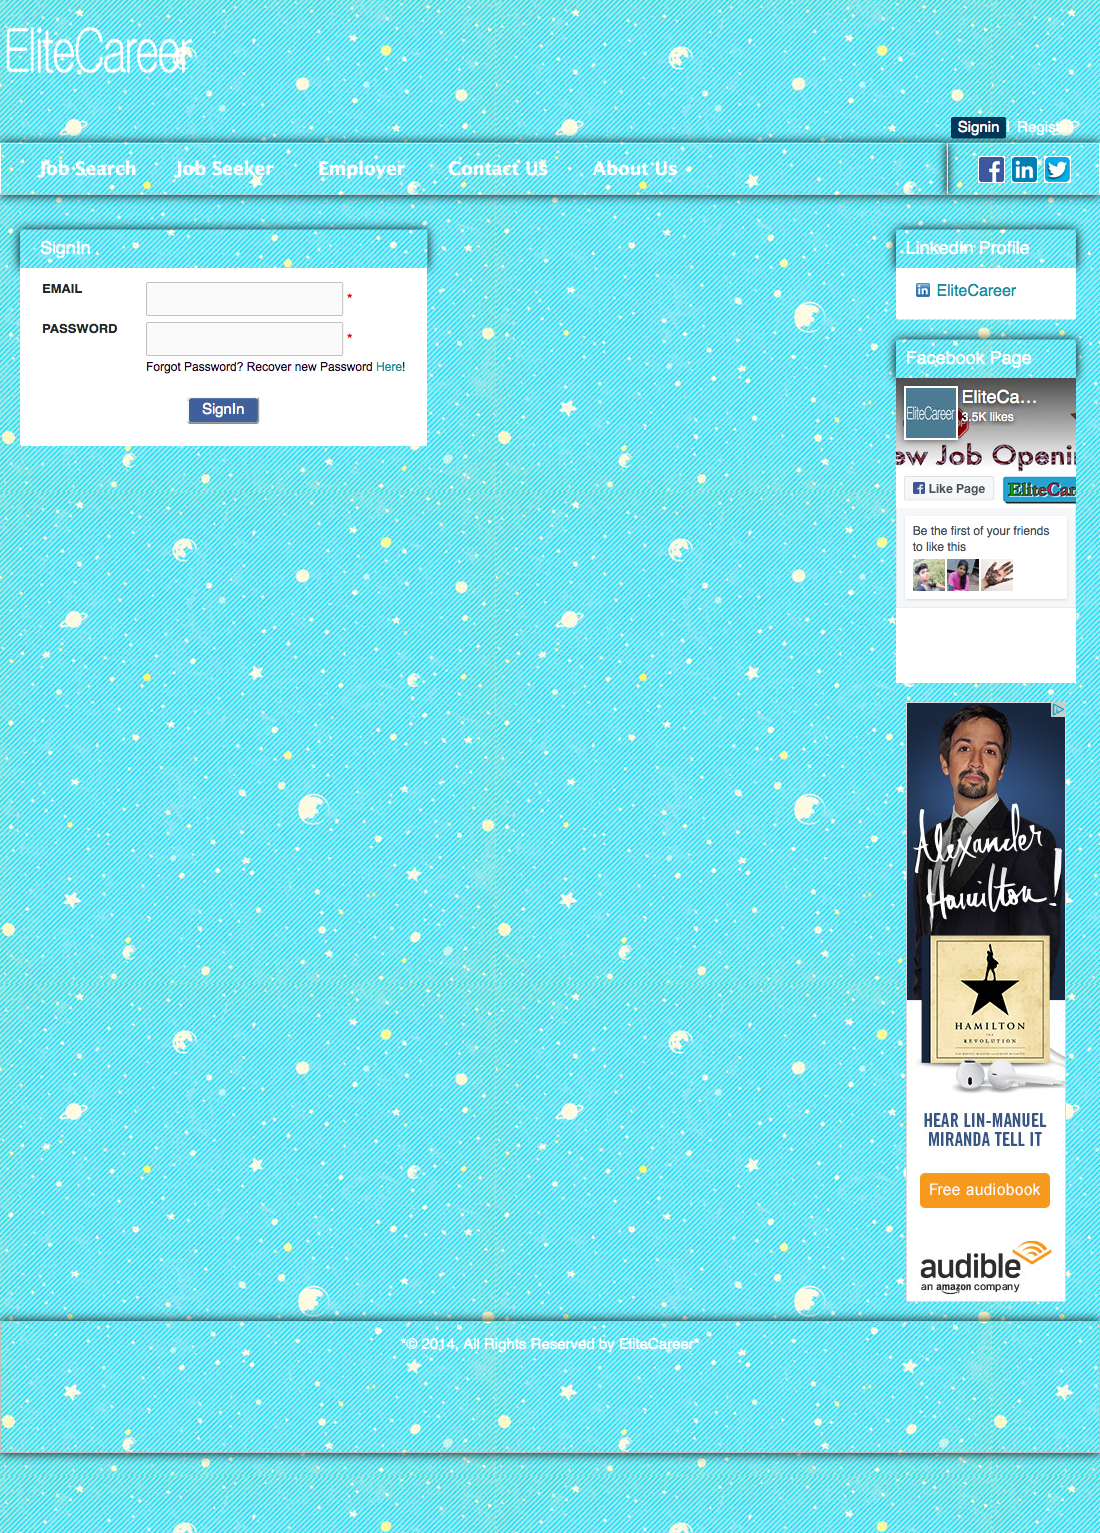 EliteCareer
Signin | Register
Job Search Job Seeker Employer Contact US About Us
SignIn
EMAIL *
PASSWORD *
Forgot Password? Recover new Password Here!
SignIn
LinkedIn Profile
EliteCareer
Facebook Page
EliteCareer
EliteCa...
3.5K likes
ew Job Openin
Like Page
EliteCar
Be the first of your friends
to like this
Alexander
Hamilton!
HAMILTON
THE
REVOLUTION
HEAR LIN-MANUEL
MIRANDA TELL IT
Free audiobook
audible
an amazon company
*© 2014, All Rights Reserved by EliteCareer*